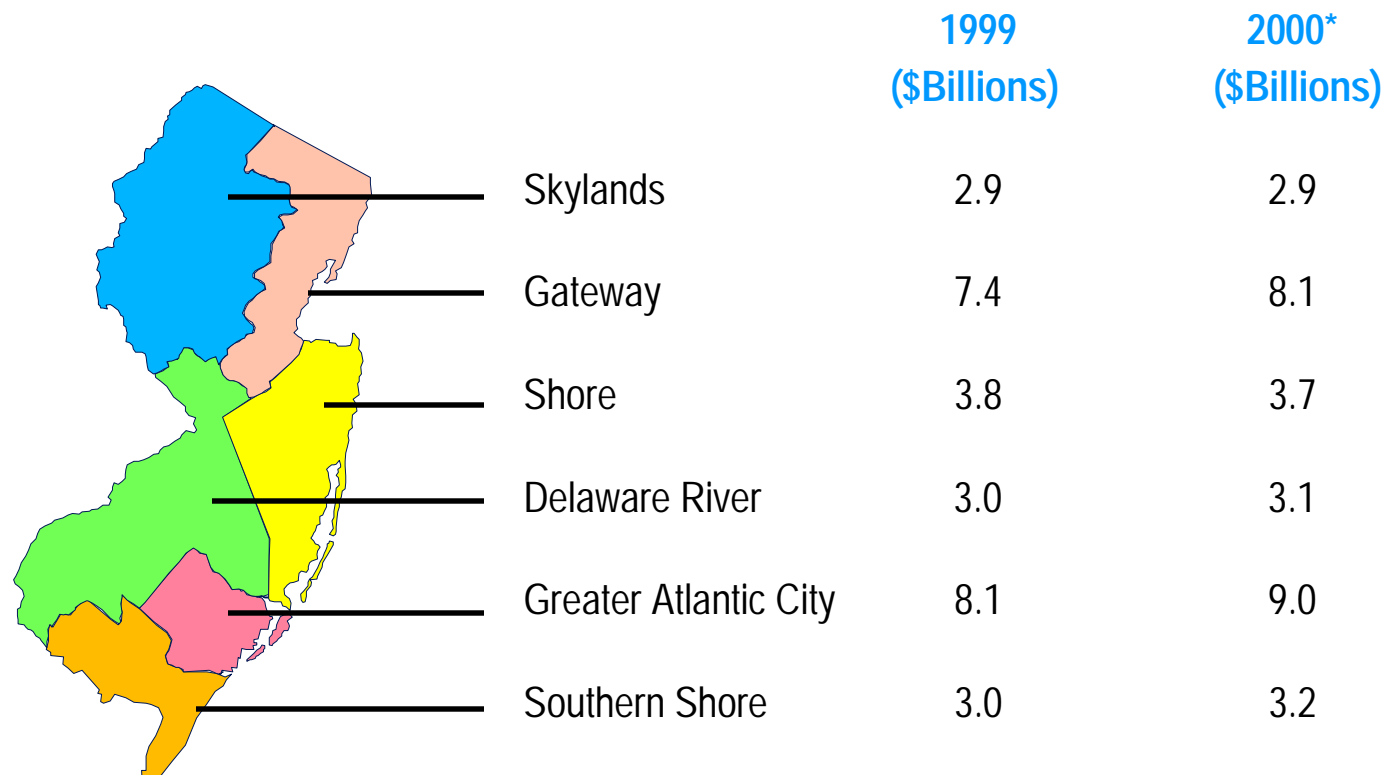 1999 2000*
($Billions) ($Billions)
Skylands 2.9 2.9
Gateway 7.4 8.1
Shore 3.8 3.7
Delaware River 3.0 3.1
Greater Atlantic City 8.1 9.0
Southern Shore 3.0 3.2